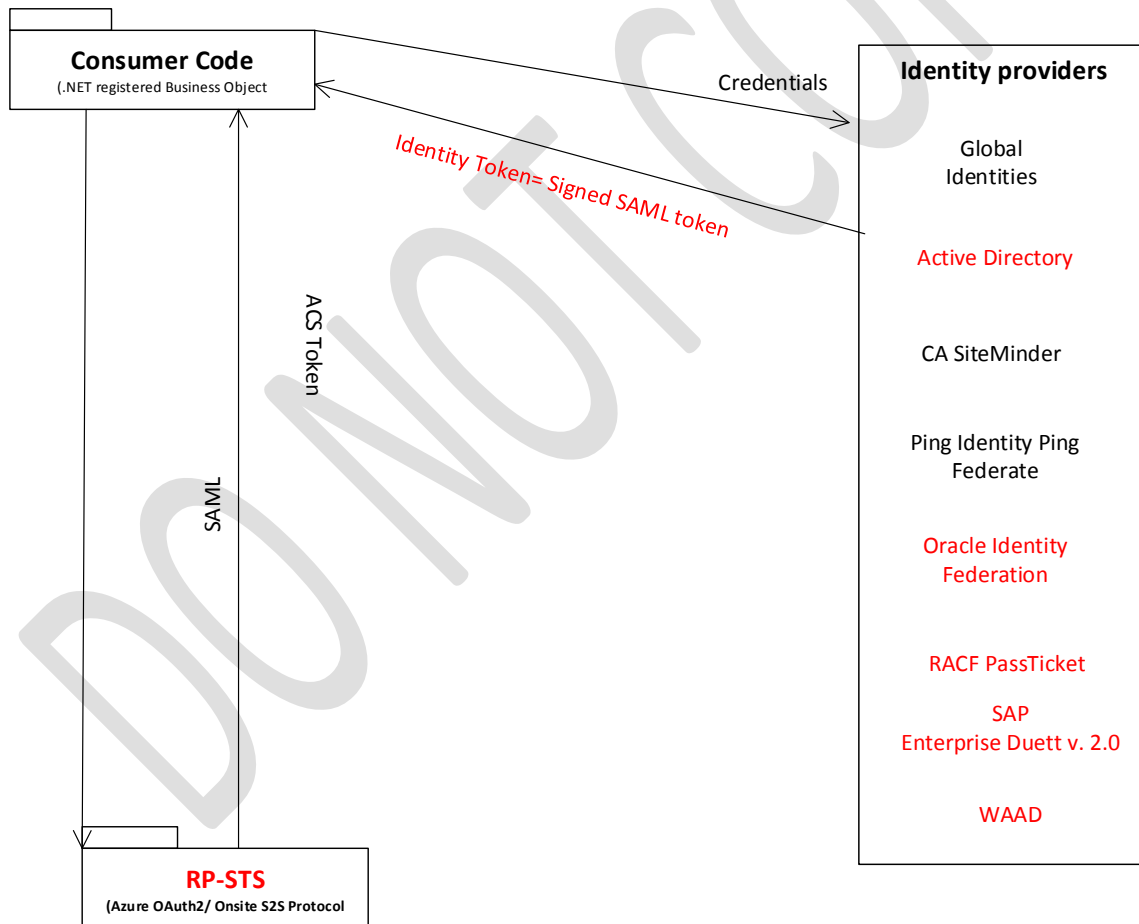 Consumer Code
(.NET registered Business Object
Credentials
Identity Token= Signed SAML token
Identity providers
Global
Identities
Active Directory
CA SiteMinder
Ping Identity Ping
Federate
Oracle Identity
Federation
RACF PassTicket
SAP
Enterprise Duett v. 2.0
WAAD
ACS Token
SAML
RP-STS
(Azure OAuth2/ Onsite S2S Protocol
DO NOT CO